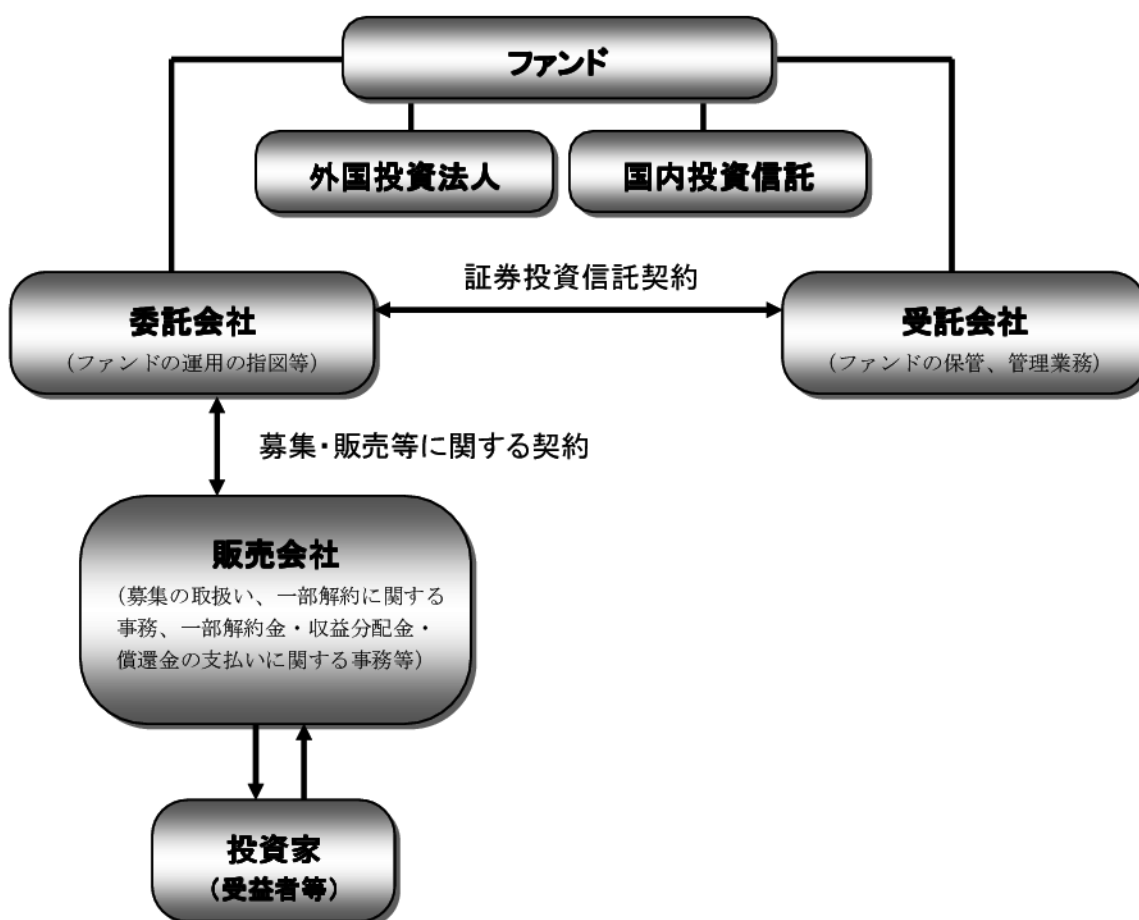 ファンド
外国投資法人
国内投資信託
証券投資信託契約
委託会社
(ファンドの運用の指図等)
受託会社
(ファンドの保管、管理業務)
募集・販売等に関する契約
販売会社
(募集の取扱い、一部解約に関する
事務、一部解約金・収益分配金・
償還金の支払いに関する事務等)
投資家
(受益者等)